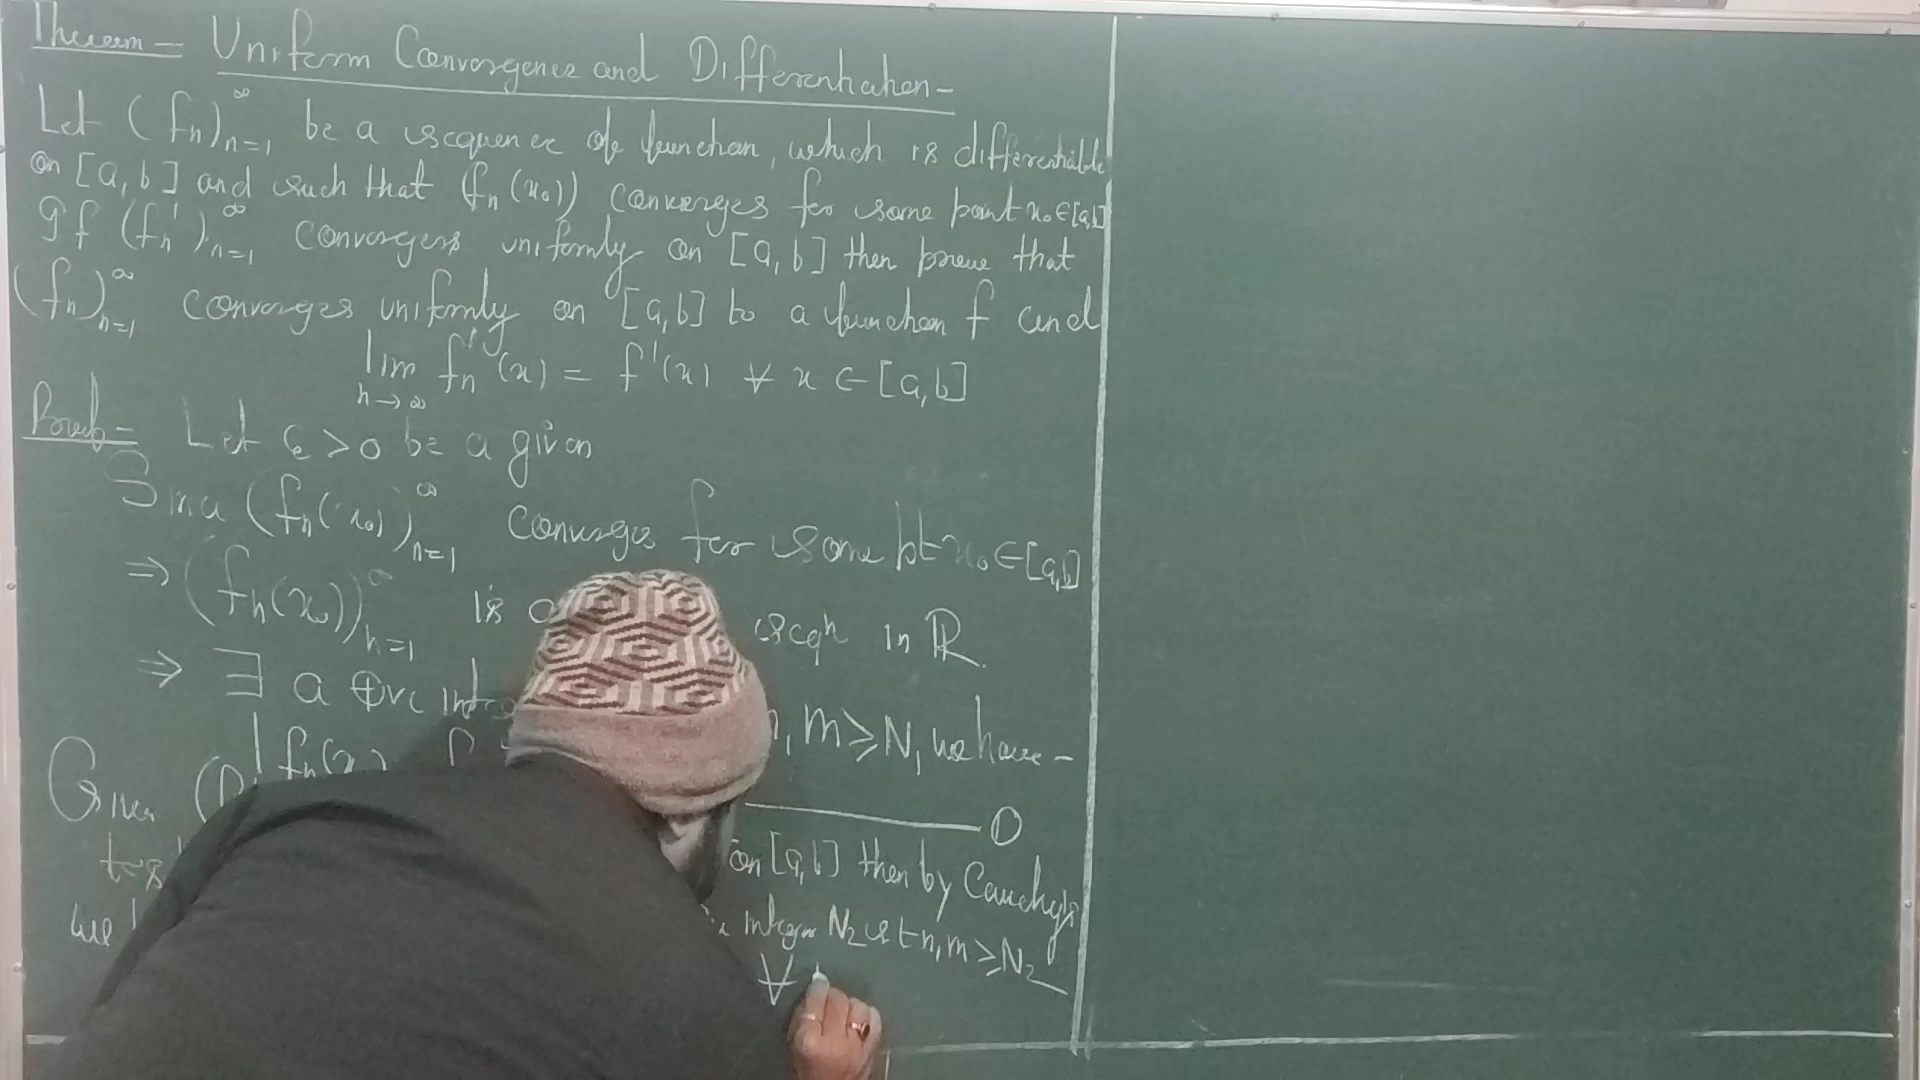 Theorem = Uniform Convergence and Differentiation -
Let (fn)∞n=1 be a sequence of function, which is differentiable
on [a, b] and such that (fn (x0)) converges for some point x0 ∈ [a,b]
If (fn')∞n=1 converges uniformly on [a, b] then prove that
(fn)∞n=1 converges uniformly on [a,b] to a function f and
lim n→∞ fn'(x) = f'(x) ∀ x ∈ [a,b]
Proof = Let ε > 0 be a given
Since (fn(x0))∞n=1 converges for some pt x0 ∈ [a,b]
⇒ (fn(x0))∞n=1 is seqn in R.
⇒ ∃ a ⊕ve n, m ≥ N, we have -
| fn(x0) ①
Given on [a,b] then by Cauchy's
integer N2 s.t n, m ≥ N2
we ∀